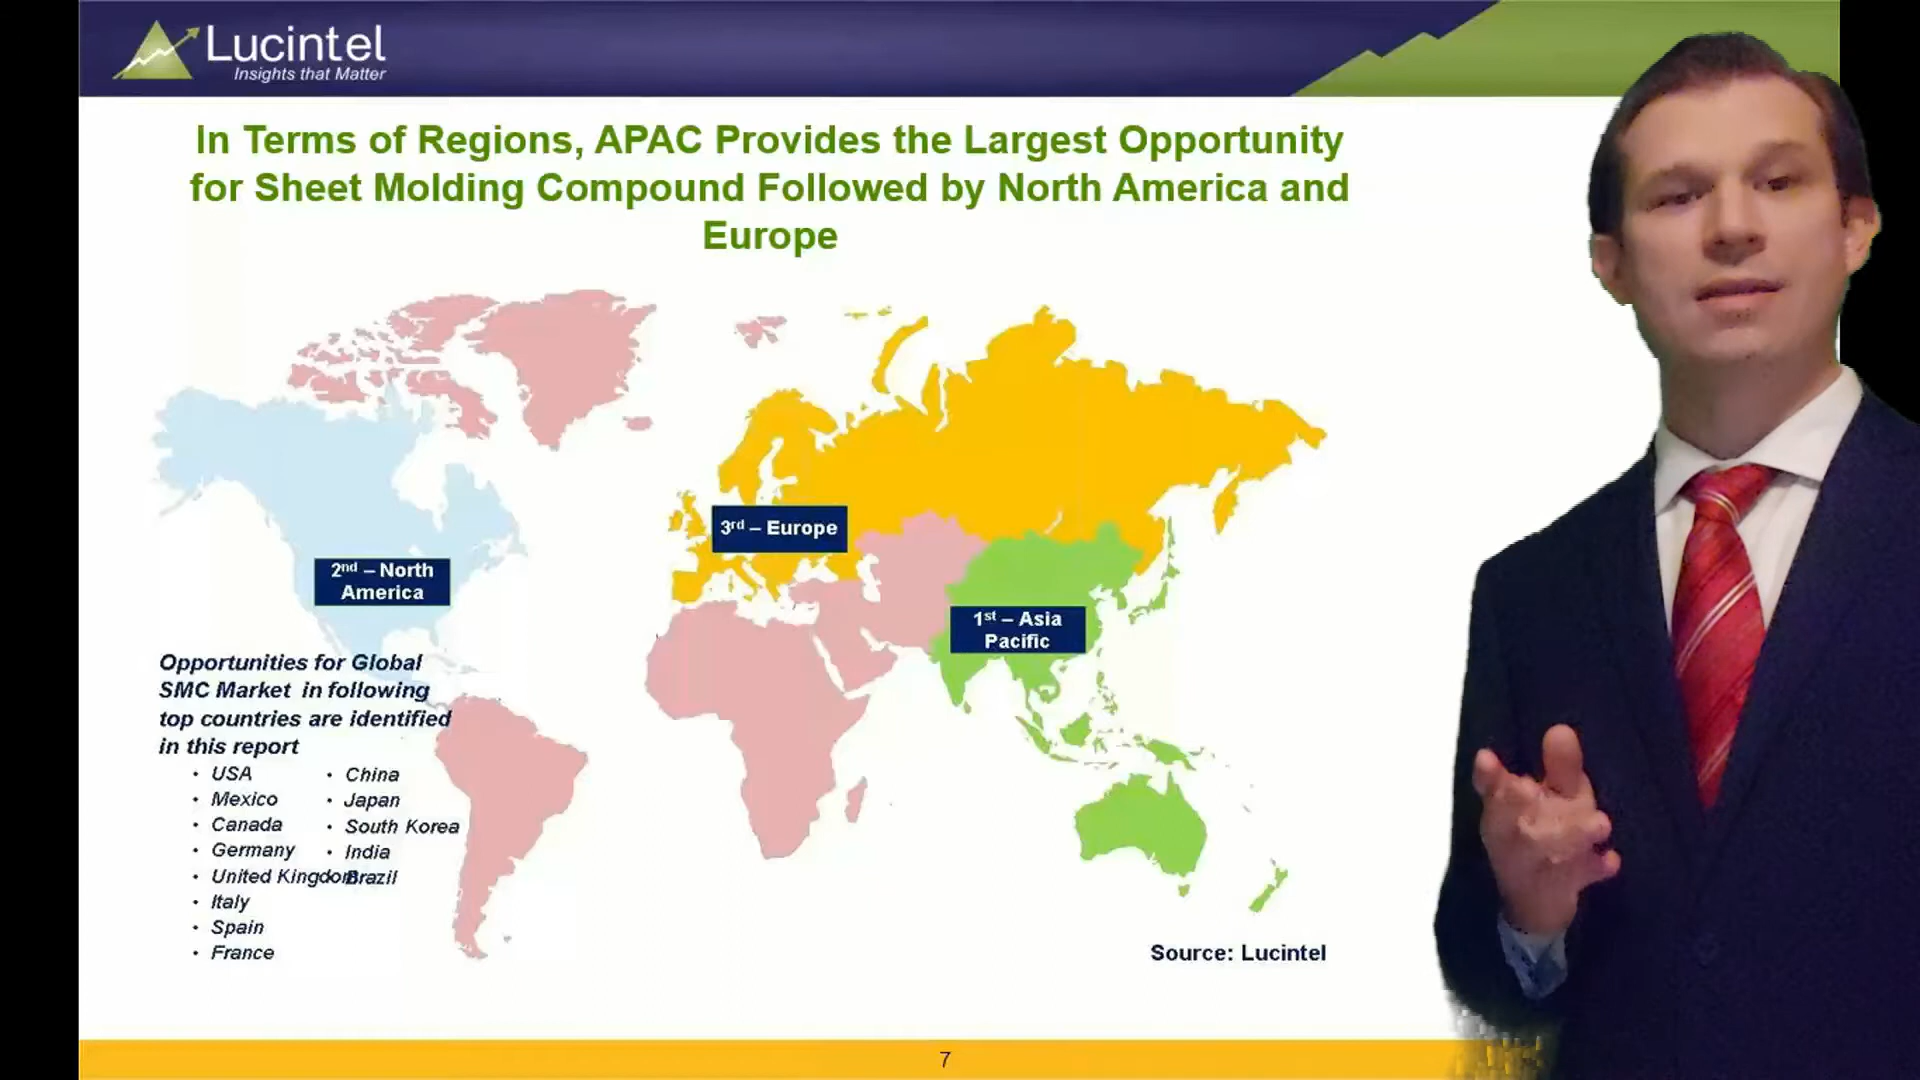 Lucintel
Insights that Matter
In Terms of Regions, APAC Provides the Largest Opportunity
for Sheet Molding Compound Followed by North America and
Europe
3rd – Europe
2nd – North
America
1st – Asia
Pacific
Opportunities for Global
SMC Market in following
top countries are identified
in this report
• USA
• Mexico
• Canada
• Germany
• United Kingdom
• Italy
• Spain
• France
• China
• Japan
• South Korea
• India
Brazil
Source: Lucintel
7